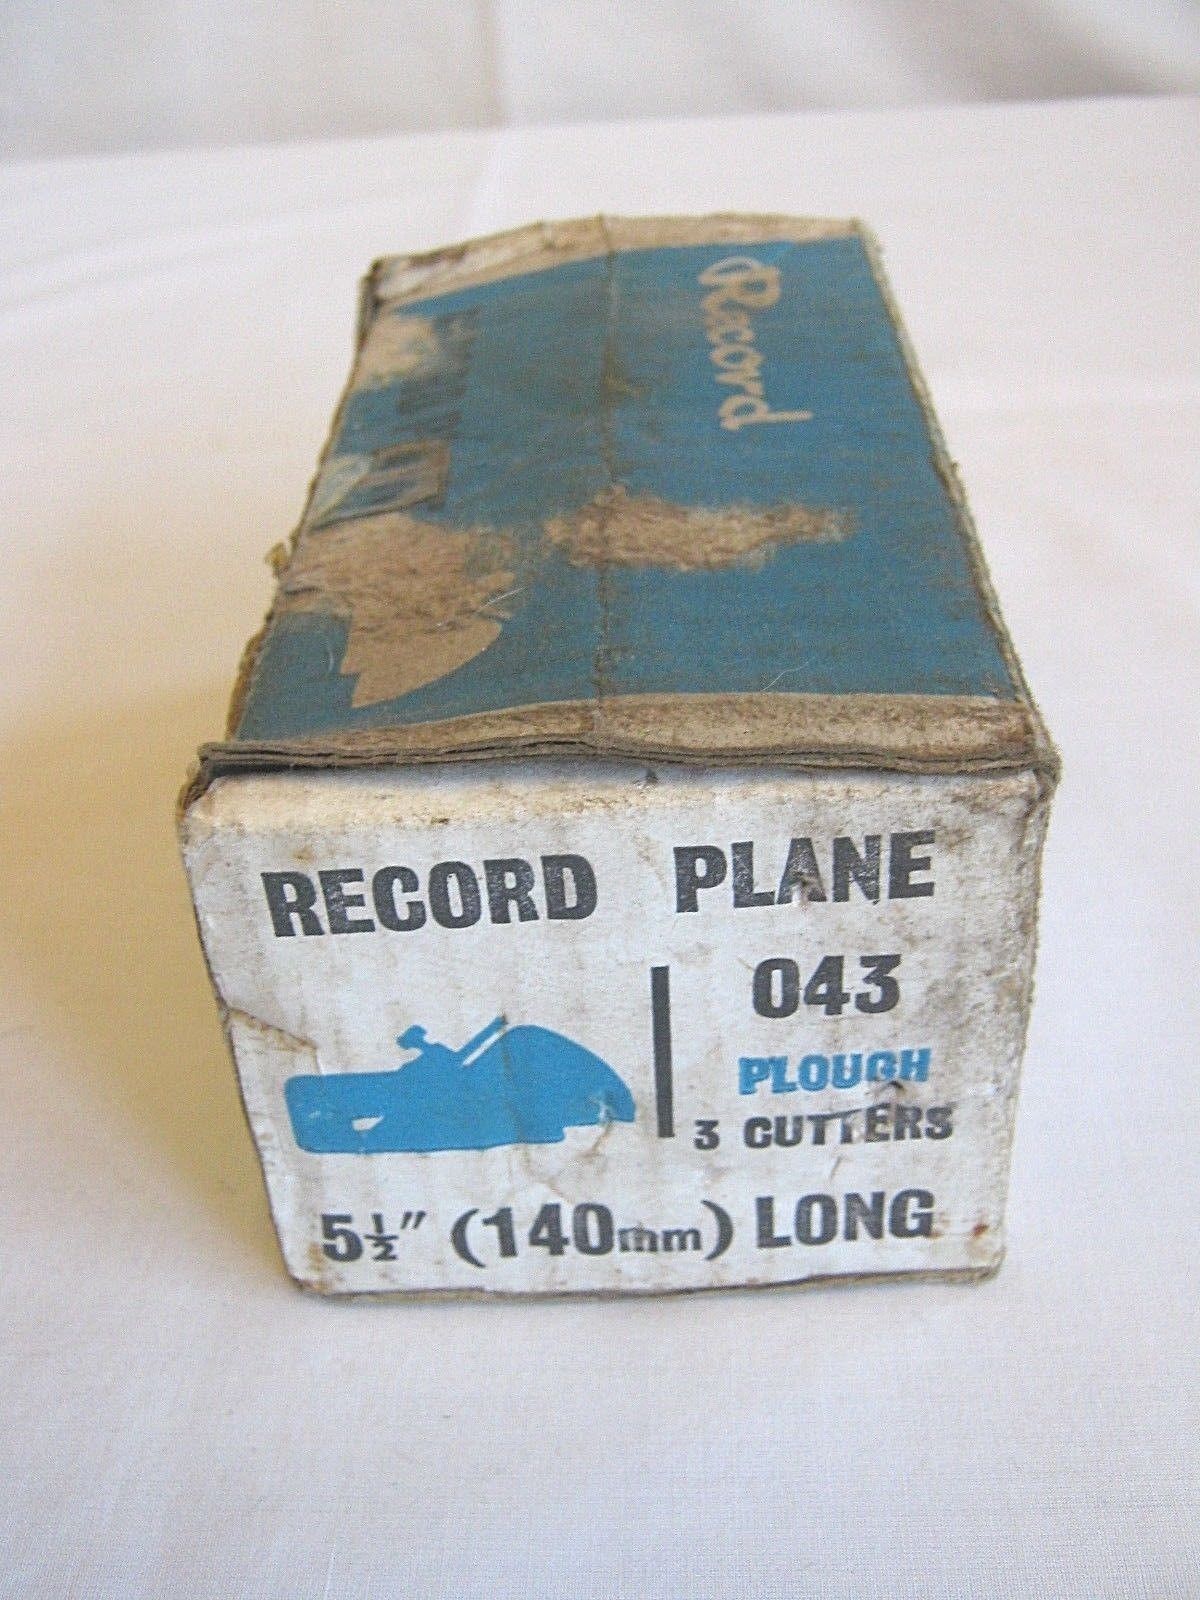 Record
RECORD PLANE
043
PLOUGH
3 CUTTERS
5½" (140mm) LONG